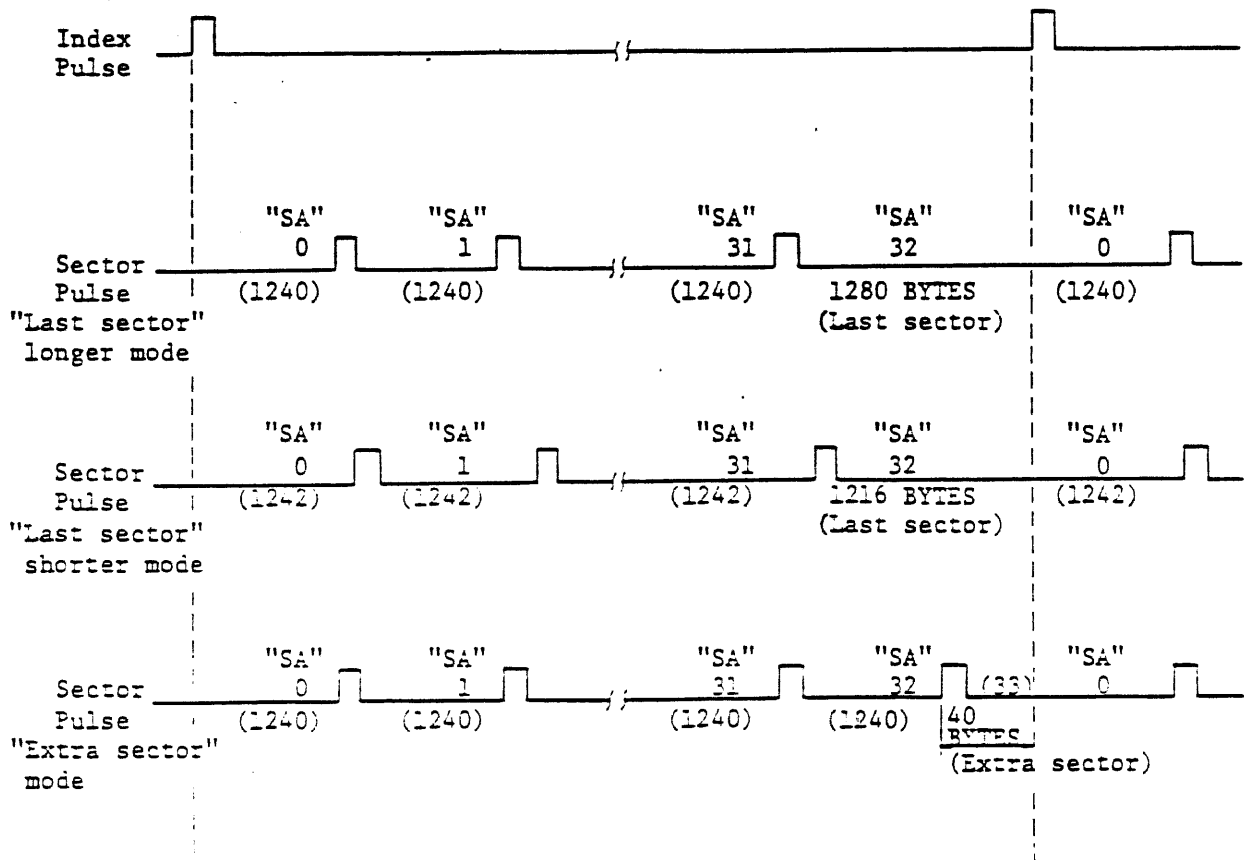 Index
Pulse
"SA" "SA" "SA" "SA" "SA"
0 1 31 32 0
Sector
Pulse (1240) (1240) (1240) 1280 BYTES (1240)
"Last sector" (Last sector)
longer mode
"SA" "SA" "SA" "SA" "SA"
0 1 31 32 0
Sector
Pulse (1242) (1242) (1242) 1216 BYTES (1242)
"Last sector" (Last sector)
shorter mode
"SA" "SA" "SA" "SA" "SA"
Sector 0 1 31 32 (33) 0
Pulse (1240) (1240) (1240) (1240) 40
"Extra sector" BYTES
mode (Extra sector)